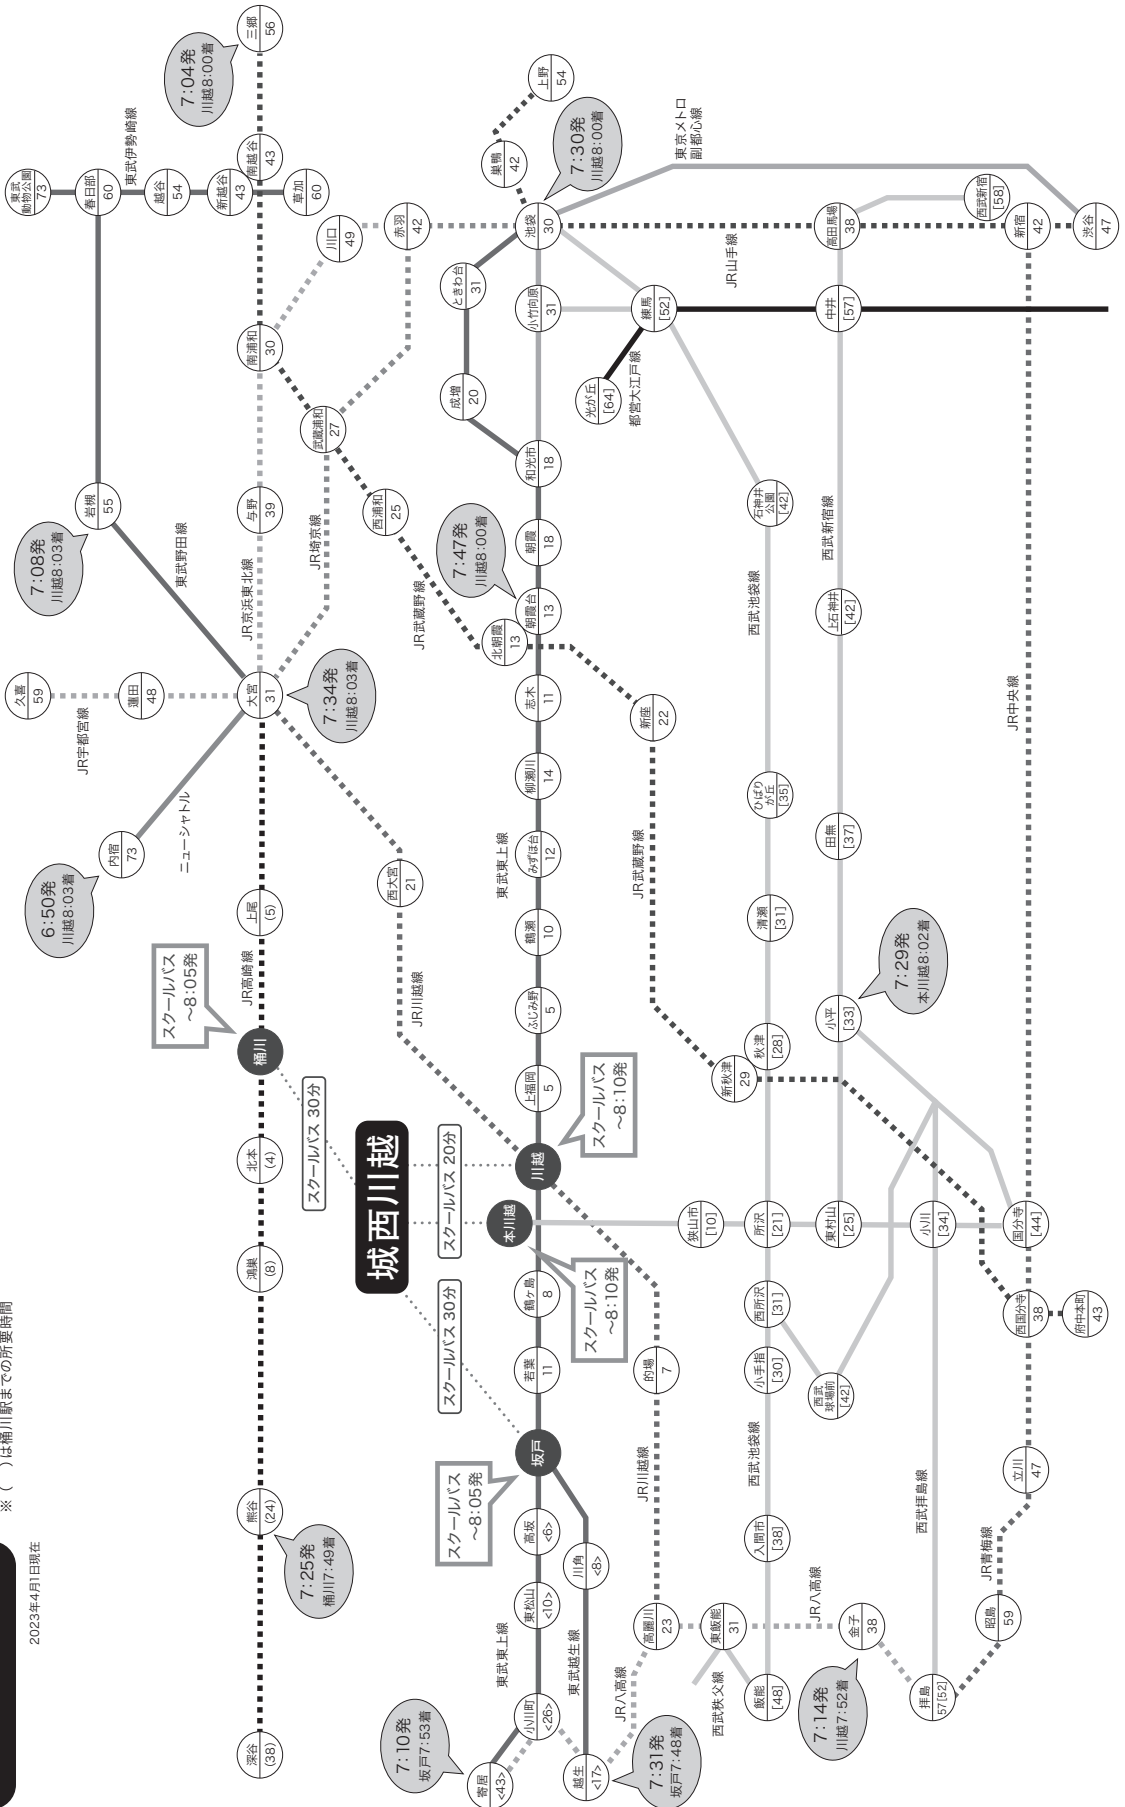 ※（　）は桶川駅までの所要時間
2023年4月1日現在
深谷
(38)
熊谷
(24)
7:25発
桶川7:49着
鴻巣
(8)
北本
(4)
桶川
スクールバス
～8:05発
JR高崎線
上尾
(5)
大宮
31
7:34発
川越8:03着
内宿
73
6:50発
川越8:03着
ニューシャトル
久喜
59
蓮田
48
JR宇都宮線
7:08発
川越8:03着
岩槻
55
東武野田線
東武
動物公園
73
春日部
60
越谷
54
新越谷
43
草加
60
東武伊勢崎線
JR京浜東北線
与野
39
南浦和
30
南越谷
43
三郷
56
7:04発
川越8:00着
川口
49
赤羽
42
JR埼京線
武蔵浦和
27
西浦和
25
JR武蔵野線
北朝霞
13
新座
22
JR武蔵野線
新秋津
29
西大宮
21
JR川越線
スクールバス 30分
城西川越
スクールバス 20分
スクールバス 30分
寄居
<43>
7:10発
坂戸7:53着
小川町
<26>
東武東上線
東松山
<10>
高坂
<6>
坂戸
スクールバス
～8:05発
若葉
11
鶴ヶ島
8
本川越
スクールバス
～8:10発
川越
スクールバス
～8:10発
上福岡
5
ふじみ野
5
鶴瀬
10
東武東上線
みずほ台
12
柳瀬川
14
志木
11
朝霞台
13
7:47発
川越8:00着
朝霞
18
和光市
18
成増
20
ときわ台
31
小竹向原
31
池袋
30
7:30発
川越8:00着
巣鴨
42
上野
54
東京メトロ
副都心線
越生
<17>
7:31発
坂戸7:48着
東武越生線
川角
<8>
JR八高線
高麗川
23
JR川越線
的場
7
狭山市
[10]
光が丘
[64]
都営大江戸線
練馬
[52]
JR山手線
西武秩父線
東飯能
31
飯能
[48]
入間市
[38]
西武池袋線
小手指
[30]
西所沢
[31]
所沢
[21]
秋津
[28]
清瀬
[31]
ひばり
が丘
[35]
西武池袋線
石神井
公園
[42]
JR八高線
金子
38
7:14発
川越7:52着
西武
球場前
[42]
東村山
[25]
小平
[33]
7:29発
本川越8:02着
田無
[37]
上石神井
[42]
西武新宿線
中井
[57]
高田馬場
38
西武新宿
[58]
拝島
57[52]
西武拝島線
小川
[34]
昭島
59
JR青梅線
立川
47
西国分寺
38
府中本町
43
国分寺
[44]
JR中央線
新宿
42
渋谷
47